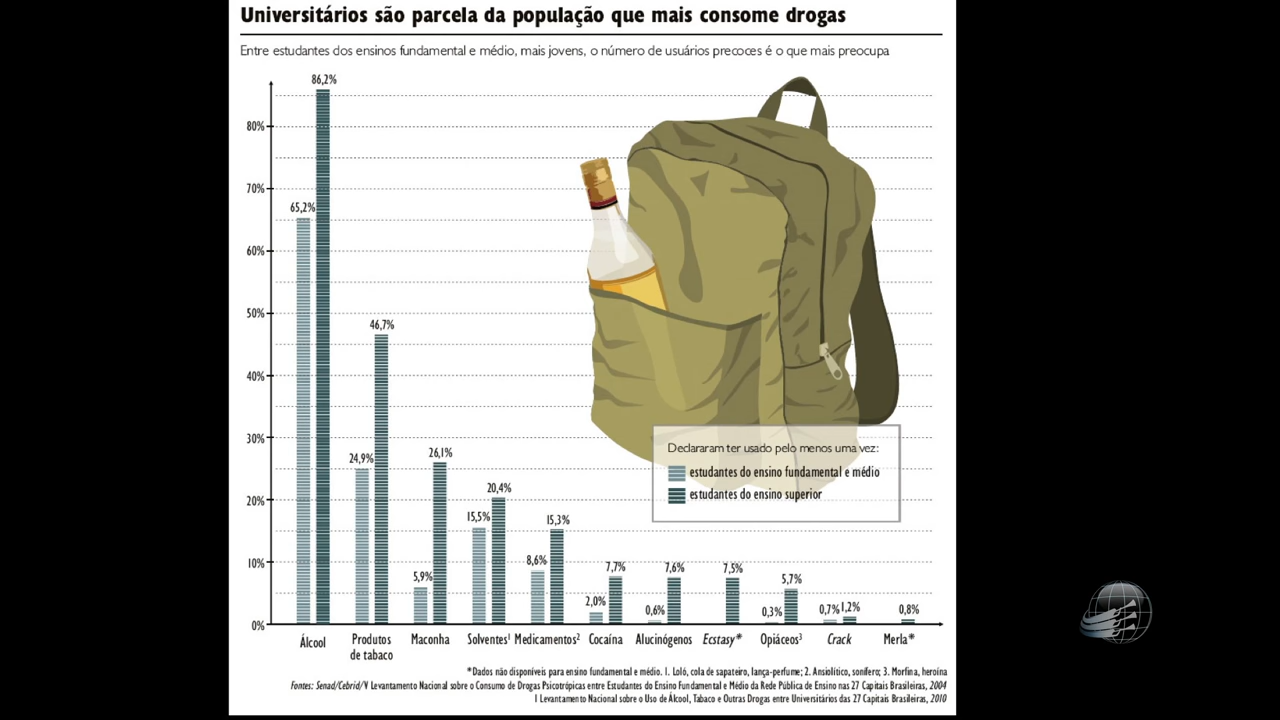 Universitários são parcela da população que mais consome drogas
Entre estudantes dos ensinos fundamental e médio, mais jovens, o número de usuários precoces é o que mais preocupa
86,2%
80%
70%
65,2%
60%
50%
46,7%
40%
30%
24,9%
26,1%
20%
15,5%
20,4%
15,3%
10%
5,9%
8,6%
2,0%
7,7%
0,6%
7,6%
7,5%
0,3%
5,7%
0,7%
1,2%
0,8%
0%
Declararam ter usado pelo menos uma vez:
estudantes do ensino fundamental e médio
estudantes do ensino superior
Álcool
Produtos
de tabaco
Maconha
Solventes¹
Medicamentos²
Cocaína
Alucinógenos
Ecstasy*
Opiáceos³
Crack
Merla*
*Dados não disponíveis para ensino fundamental e médio. 1. Loló, cola de sapateiro, lança-perfume; 2. Ansiolítico, sonífero; 3. Morfina, heroína
Fontes: Senad/Cebrid/V Levantamento Nacional sobre o Consumo de Drogas Psicotrópicas entre Estudantes do Ensino Fundamental e Médio da Rede Pública de Ensino nas 27 Capitais Brasileiras, 2004
I Levantamento Nacional sobre o Uso de Álcool, Tabaco e Outras Drogas entre Universitários das 27 Capitais Brasileiras, 2010